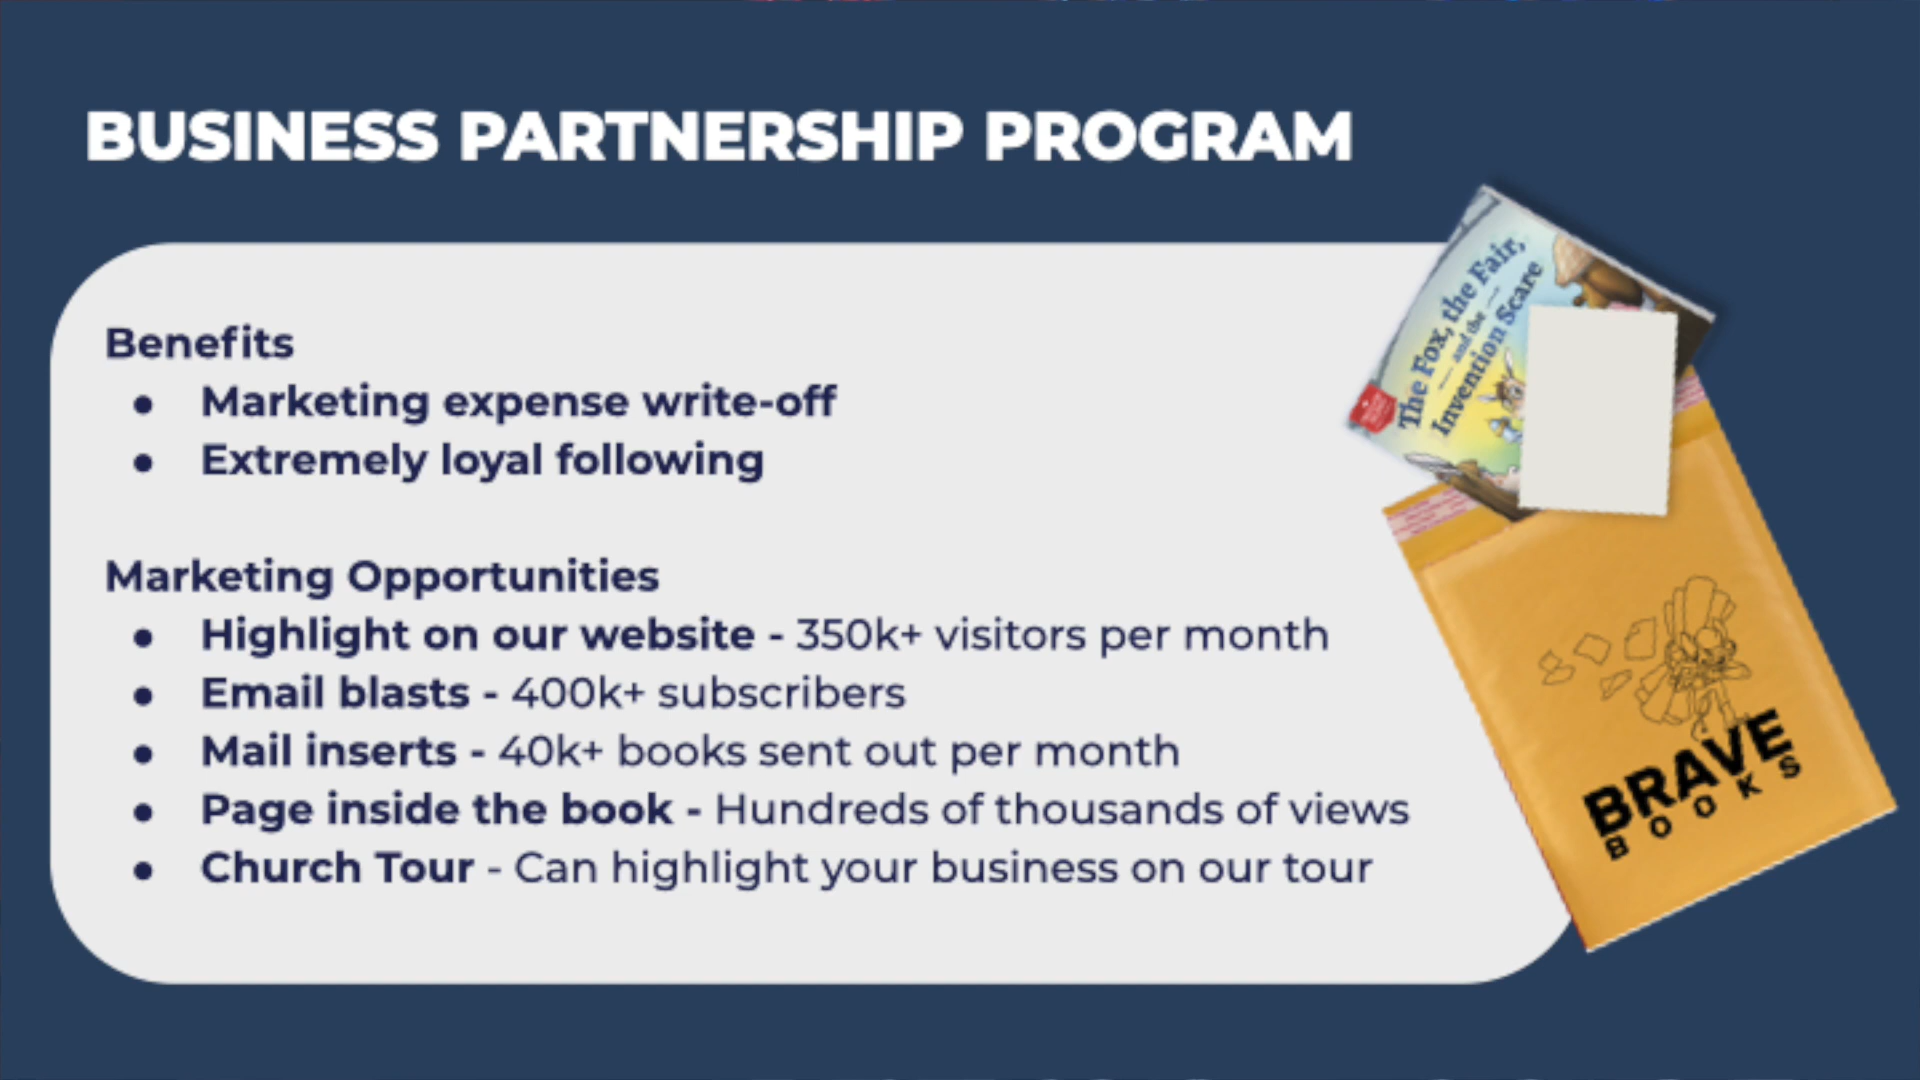 BUSINESS PARTNERSHIP PROGRAM
Benefits
● Marketing expense write-off
● Extremely loyal following
Marketing Opportunities
● Highlight on our website - 350k+ visitors per month
● Email blasts - 400k+ subscribers
● Mail inserts - 40k+ books sent out per month
● Page inside the book - Hundreds of thousands of views
● Church Tour - Can highlight your business on our tour
The Fox, the Fair,
and the
Invention Scare
BRAVE
BOOKS